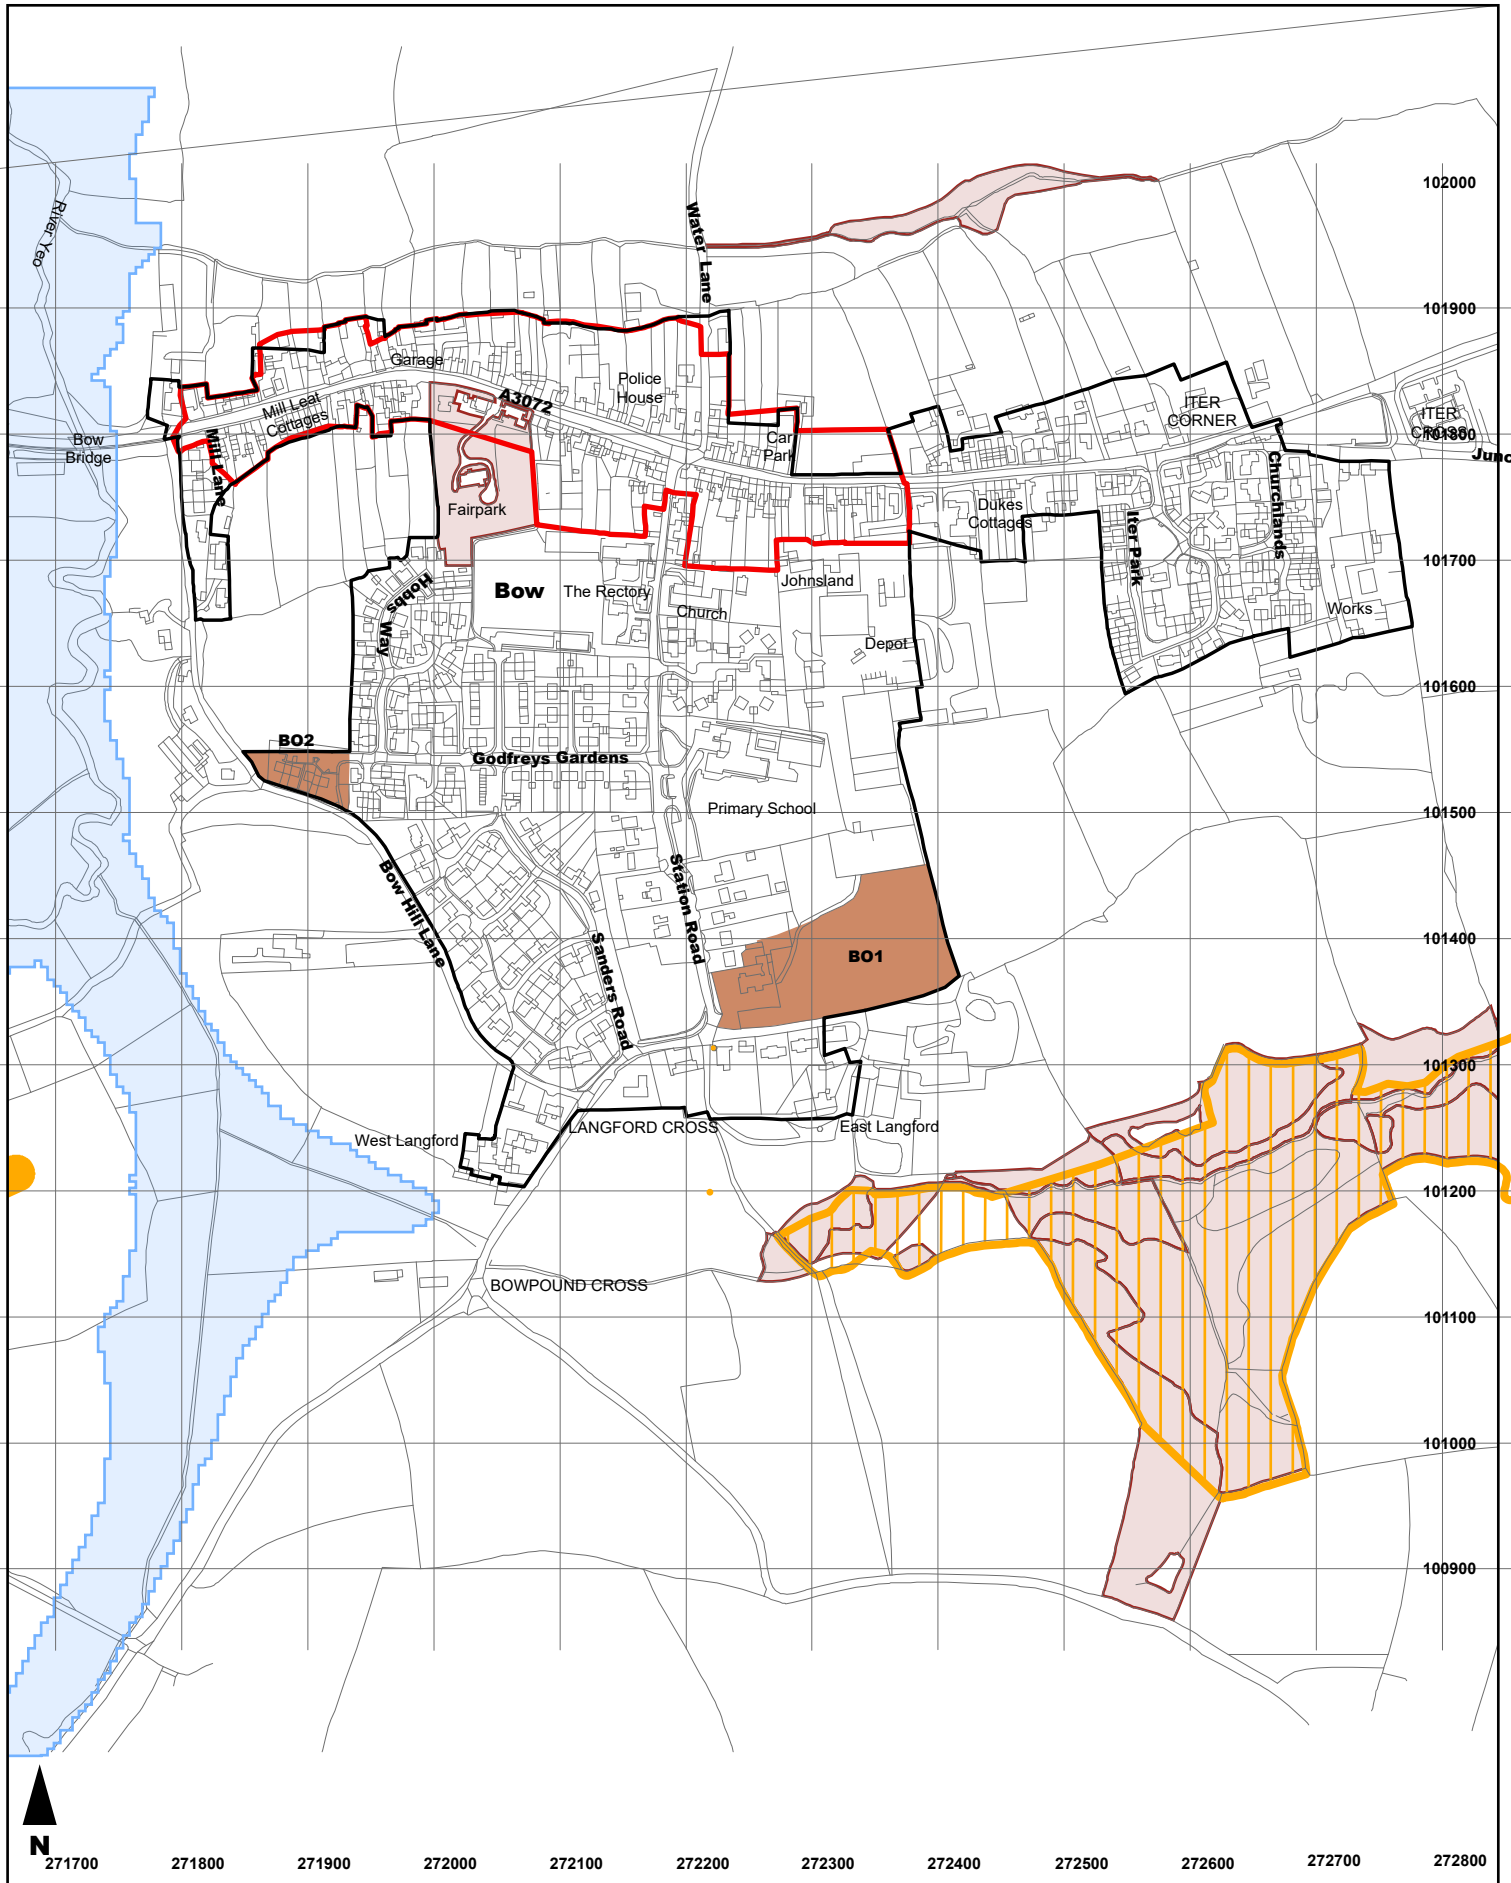 102000
River Yeo
Water Lane
101900
Garage
Police
House
A3072
Mill Leat
Cottages
ITER
CORNER
ITER
CROSS
101800
Car
Park
Bow
Bridge
Mill Lane
Junc
Churchlands
Fairpark
Dukes
Cottages
Iter Park
101700
Hobbs
Way
Bow
The Rectory
Johnsland
Church
Works
Depot
101600
BO2
Godfreys Gardens
Primary School
101500
Bow Hill Lane
Station Road
Sanders Road
BO1
101400
101300
West Langford
LANGFORD CROSS
East Langford
101200
BOWPOUND CROSS
101100
101000
100900
N
271700
271800
271900
272000
272100
272200
272300
272400
272500
272600
272700
272800